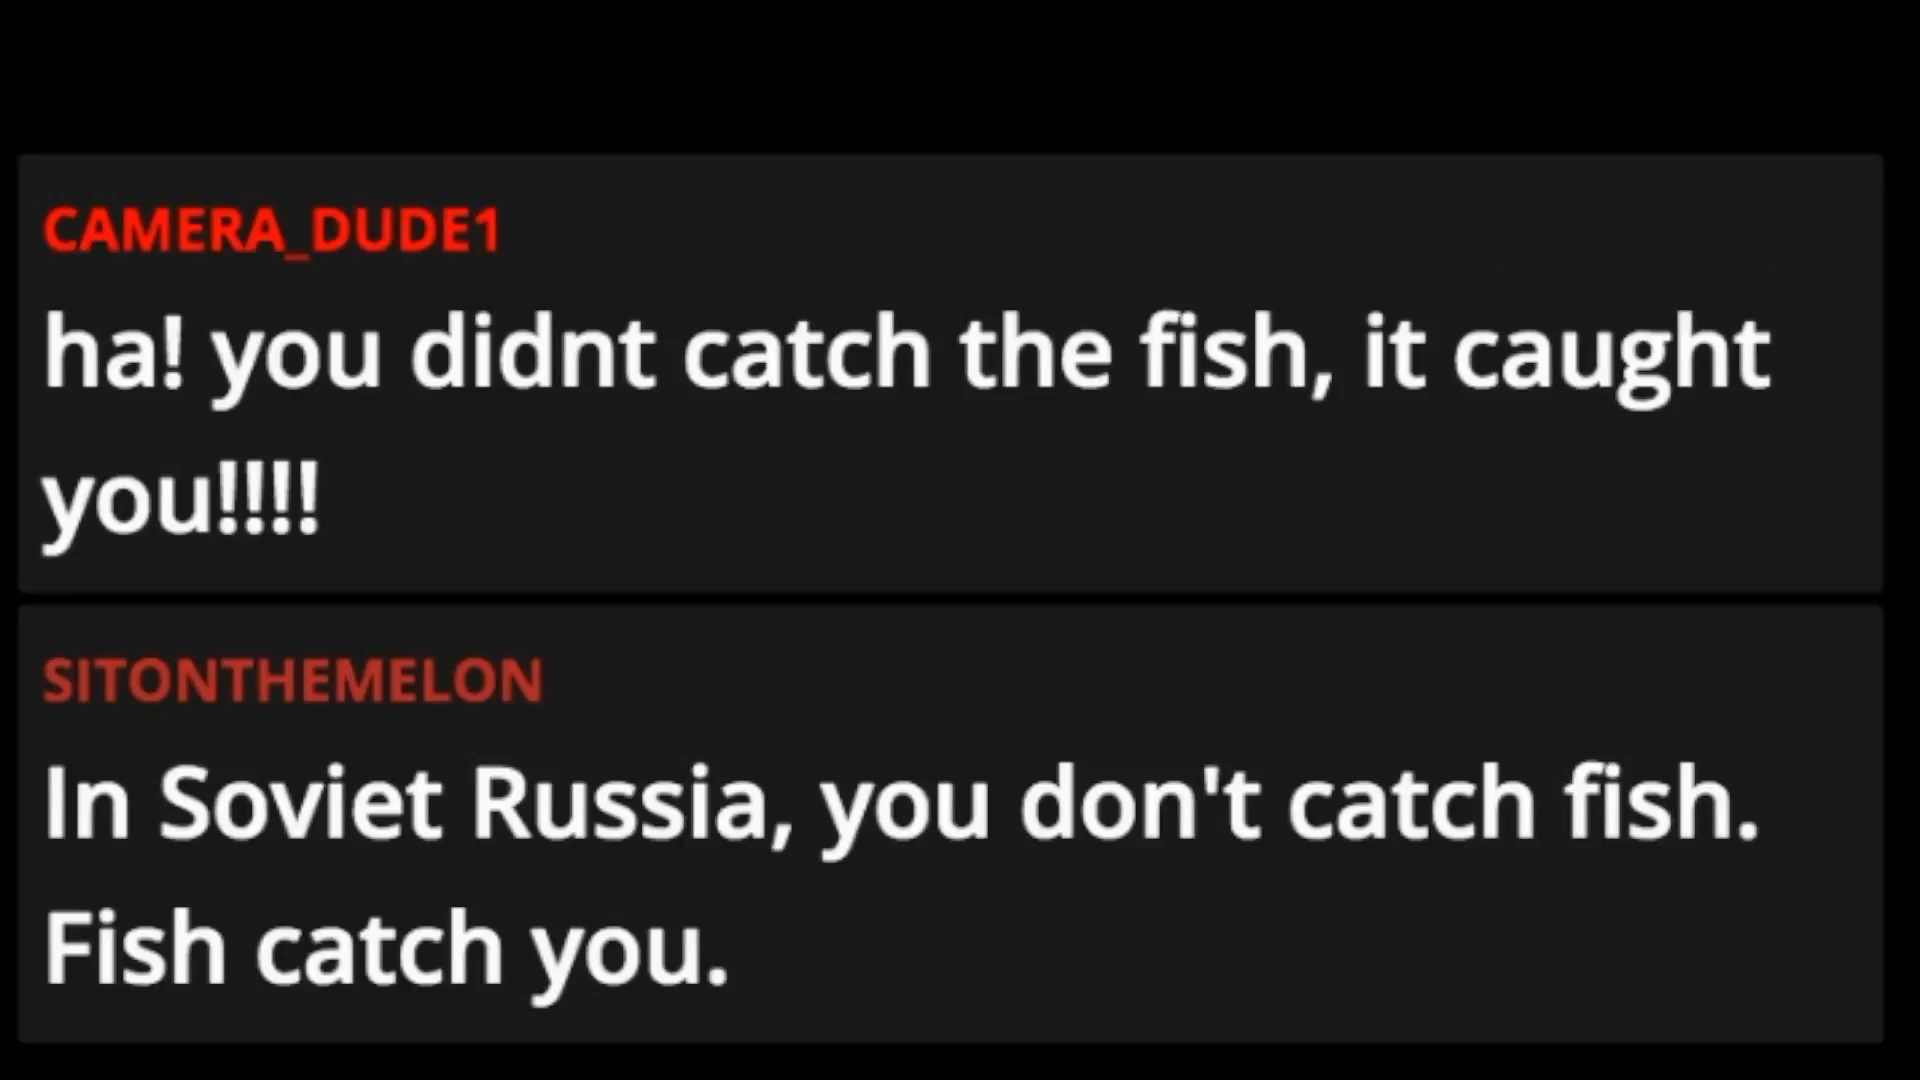 CAMERA_DUDE1
ha! you didnt catch the fish, it caught
you!!!!
SITONTHEMELON
In Soviet Russia, you don't catch fish.
Fish catch you.